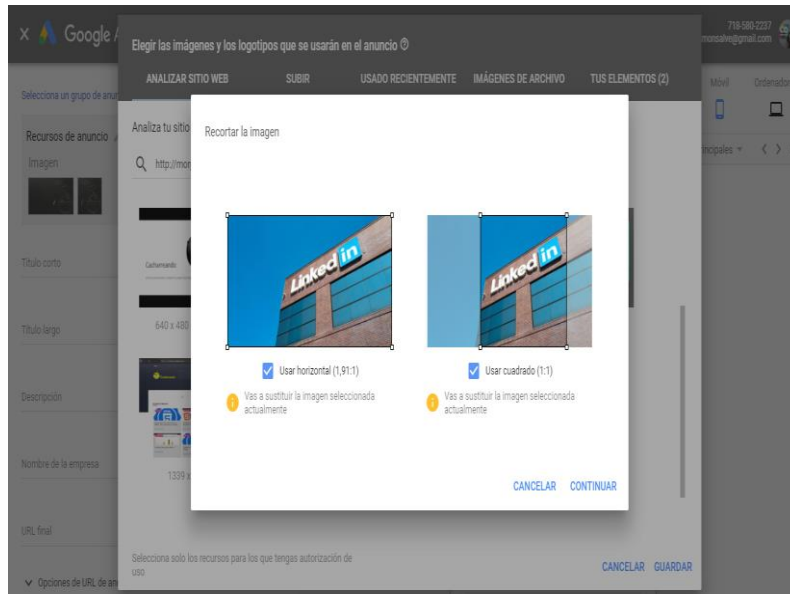 Google A
718-580-2237
monsalve@gmail.com
Elegir las imágenes y los logotipos que se usarán en el anuncio
ANALIZAR SITIO WEB
SUBIR
USADO RECIENTEMENTE
IMÁGENES DE ARCHIVO
TUS ELEMENTOS (2)
Móvil
Ordenador
Selecciona un grupo de anun
Recursos de anuncio
Imagen
Analiza tu sitio
http://mon
Recortar la imagen
Linked in
Linked in
Título corto
640 x 480
Título largo
Usar horizontal (1,91:1)
Usar cuadrado (1:1)
Vas a sustituir la imagen seleccionada
actualmente
Vas a sustituir la imagen seleccionada
actualmente
Descripción
Nombre de la empresa
1339 x
CANCELAR
CONTINUAR
URL final
Selecciona solo los recursos para los que tengas autorización de
uso
CANCELAR
GUARDAR
Opciones de URL de an